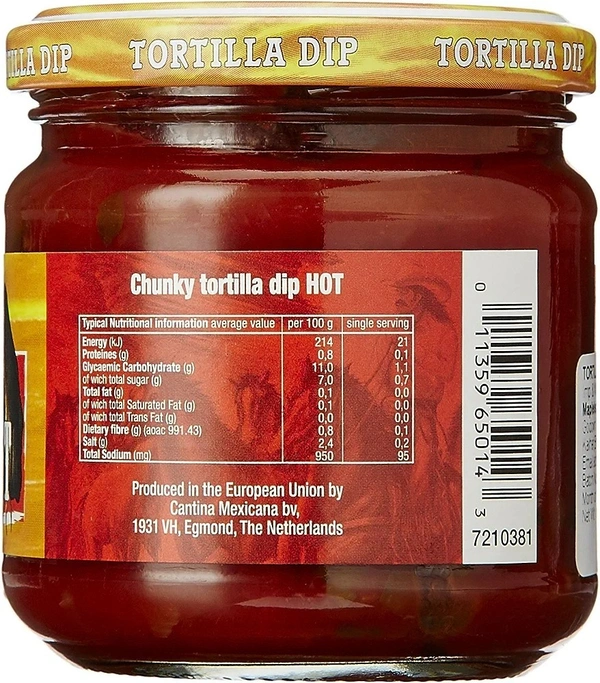 TORTILLA DIP
TORTILLA DIP
Chunky tortilla dip HOT
Typical Nutritional information average value per 100 g single serving
Energy (kJ) 214 21
Proteines (g) 0,8 0,1
Glycaemic Carbohydrate (g) 11,0 1,1
of wich total sugar (g) 7,0 0,7
Total fat (g) 0,1 0,0
of wich total Saturated Fat (g) 0,1 0,0
of wich total Trans Fat (g) 0,0 0,0
Dietary fibre (g) (aoac 991.43) 0,8 0,1
Salt (g) 2,4 0,2
Total Sodium (mg) 950 95
Produced in the European Union by
Cantina Mexicana bv,
1931 VH, Egmond, The Netherlands
0 11359 65014 3
7210381